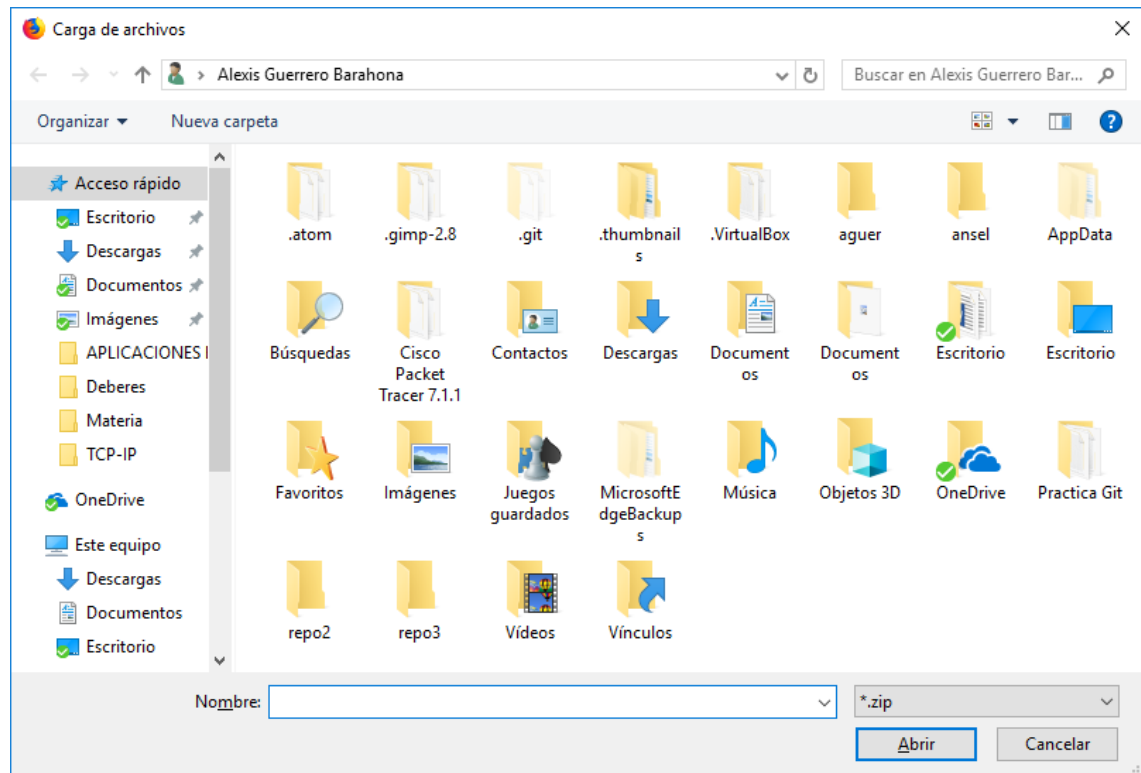 Carga de archivos
Alexis Guerrero Barahona
Buscar en Alexis Guerrero Bar...
Organizar
Nueva carpeta
Acceso rápido
Escritorio
Descargas
Documentos
Imágenes
APLICACIONES
Deberes
Materia
TCP-IP
OneDrive
Este equipo
Descargas
Documentos
Escritorio
.atom
.gimp-2.8
.git
.thumbnail
s
.VirtualBox
aguer
ansel
AppData
Búsquedas
Cisco
Packet
Tracer 7.1.1
Contactos
Descargas
Document
os
Document
os
Escritorio
Escritorio
Favoritos
Imágenes
Juegos
guardados
MicrosoftE
dgeBackup
s
Música
Objetos 3D
OneDrive
Practica Git
repo2
repo3
Vídeos
Vínculos
Nombre:
*.zip
Abrir
Cancelar